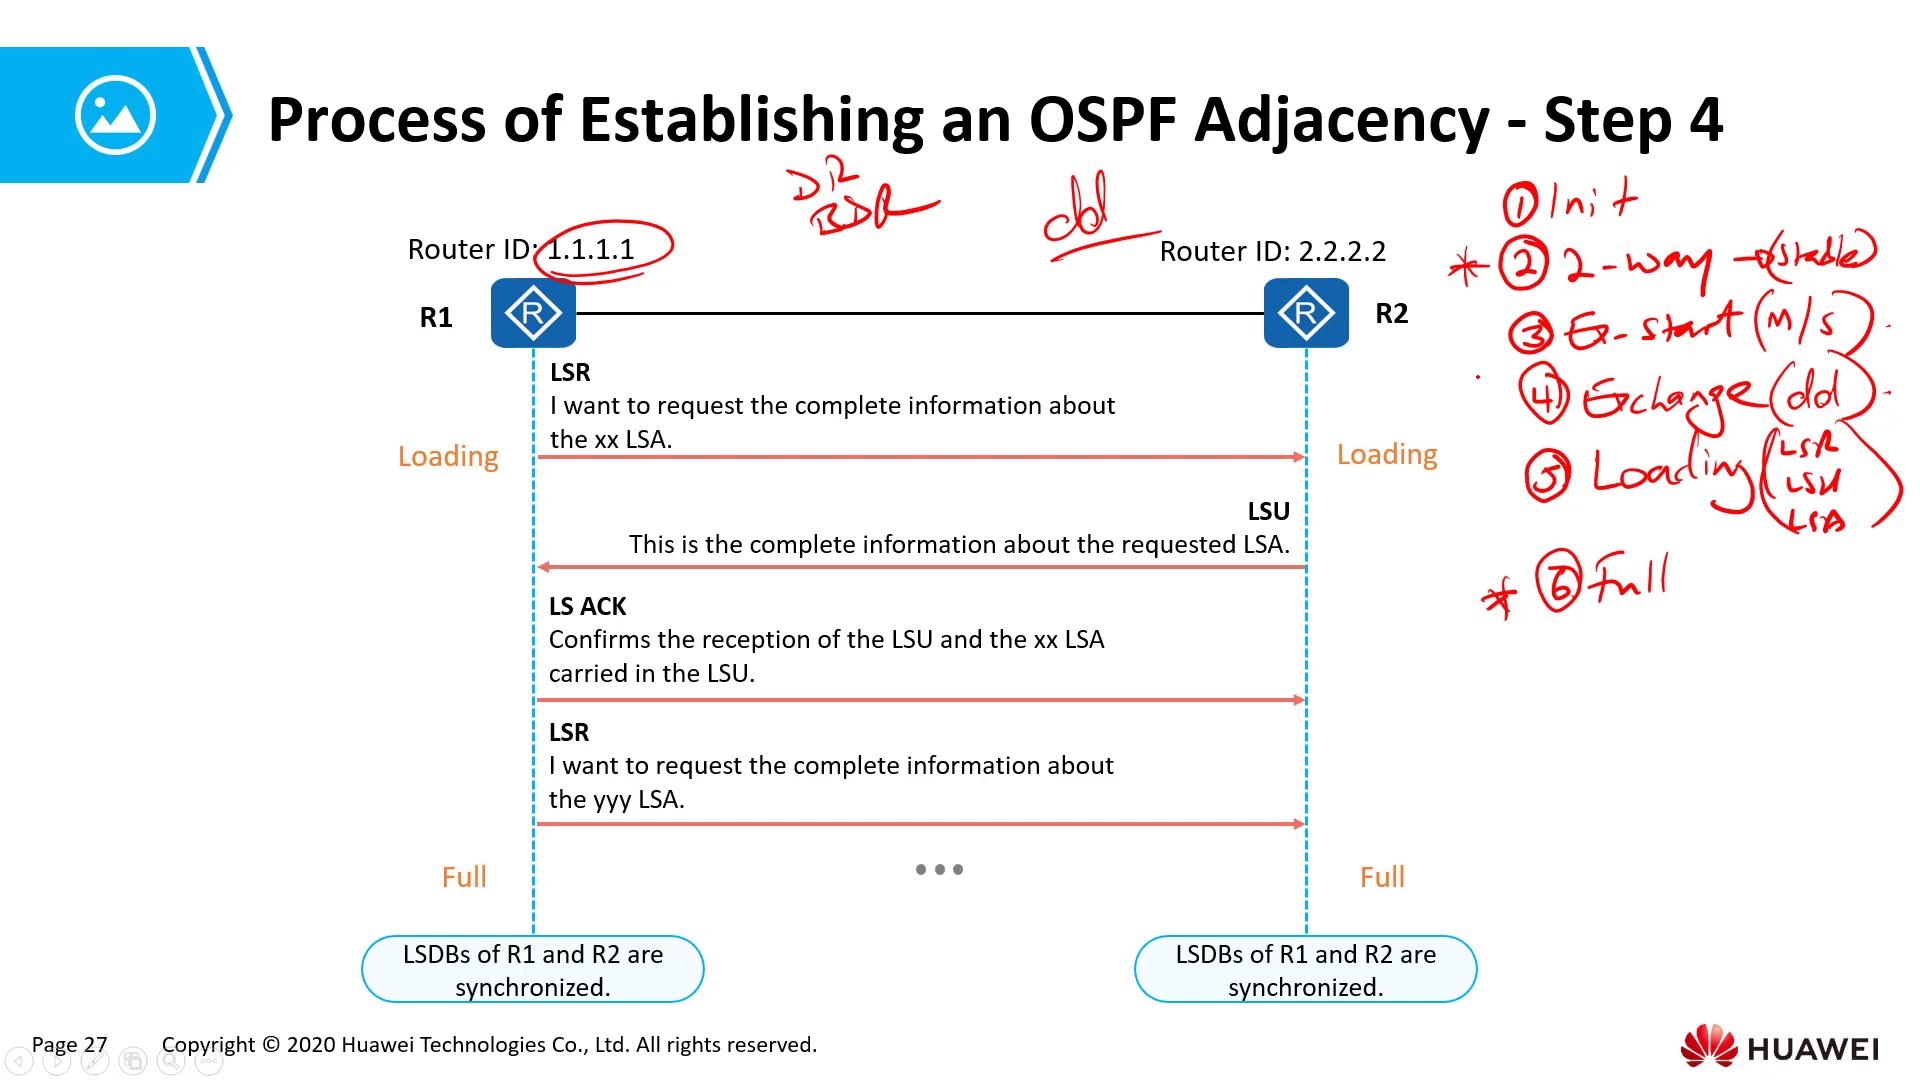 Process of Establishing an OSPF Adjacency - Step 4
DR
BDR
dd
Router ID: 1.1.1.1
Router ID: 2.2.2.2
R1
R
R
R2
LSR
I want to request the complete information about
the xx LSA.
Loading
Loading
LSU
This is the complete information about the requested LSA.
LS ACK
Confirms the reception of the LSU and the xx LSA
carried in the LSU.
LSR
I want to request the complete information about
the yyy LSA.
Full
•••
Full
LSDBs of R1 and R2 are
synchronized.
LSDBs of R1 and R2 are
synchronized.
① Init
* ② 2-way → (stable)
③ Ex-start (M/S)
④ Exchange (dd)
⑤ Loading (LSR
LSU
LSA)
* ⑥ Full
Page 27
Copyright © 2020 Huawei Technologies Co., Ltd. All rights reserved.
HUAWEI